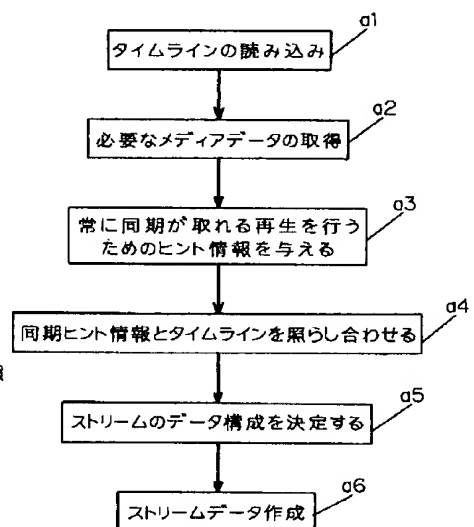 a1
タイムラインの読み込み
a2
必要なメディアデータの取得
a3
常に同期が取れる再生を行う
ためのヒント情報を与える
a4
同期ヒント情報とタイムラインを照らし合わせる
a5
ストリームのデータ構成を決定する
a6
ストリームデータ作成